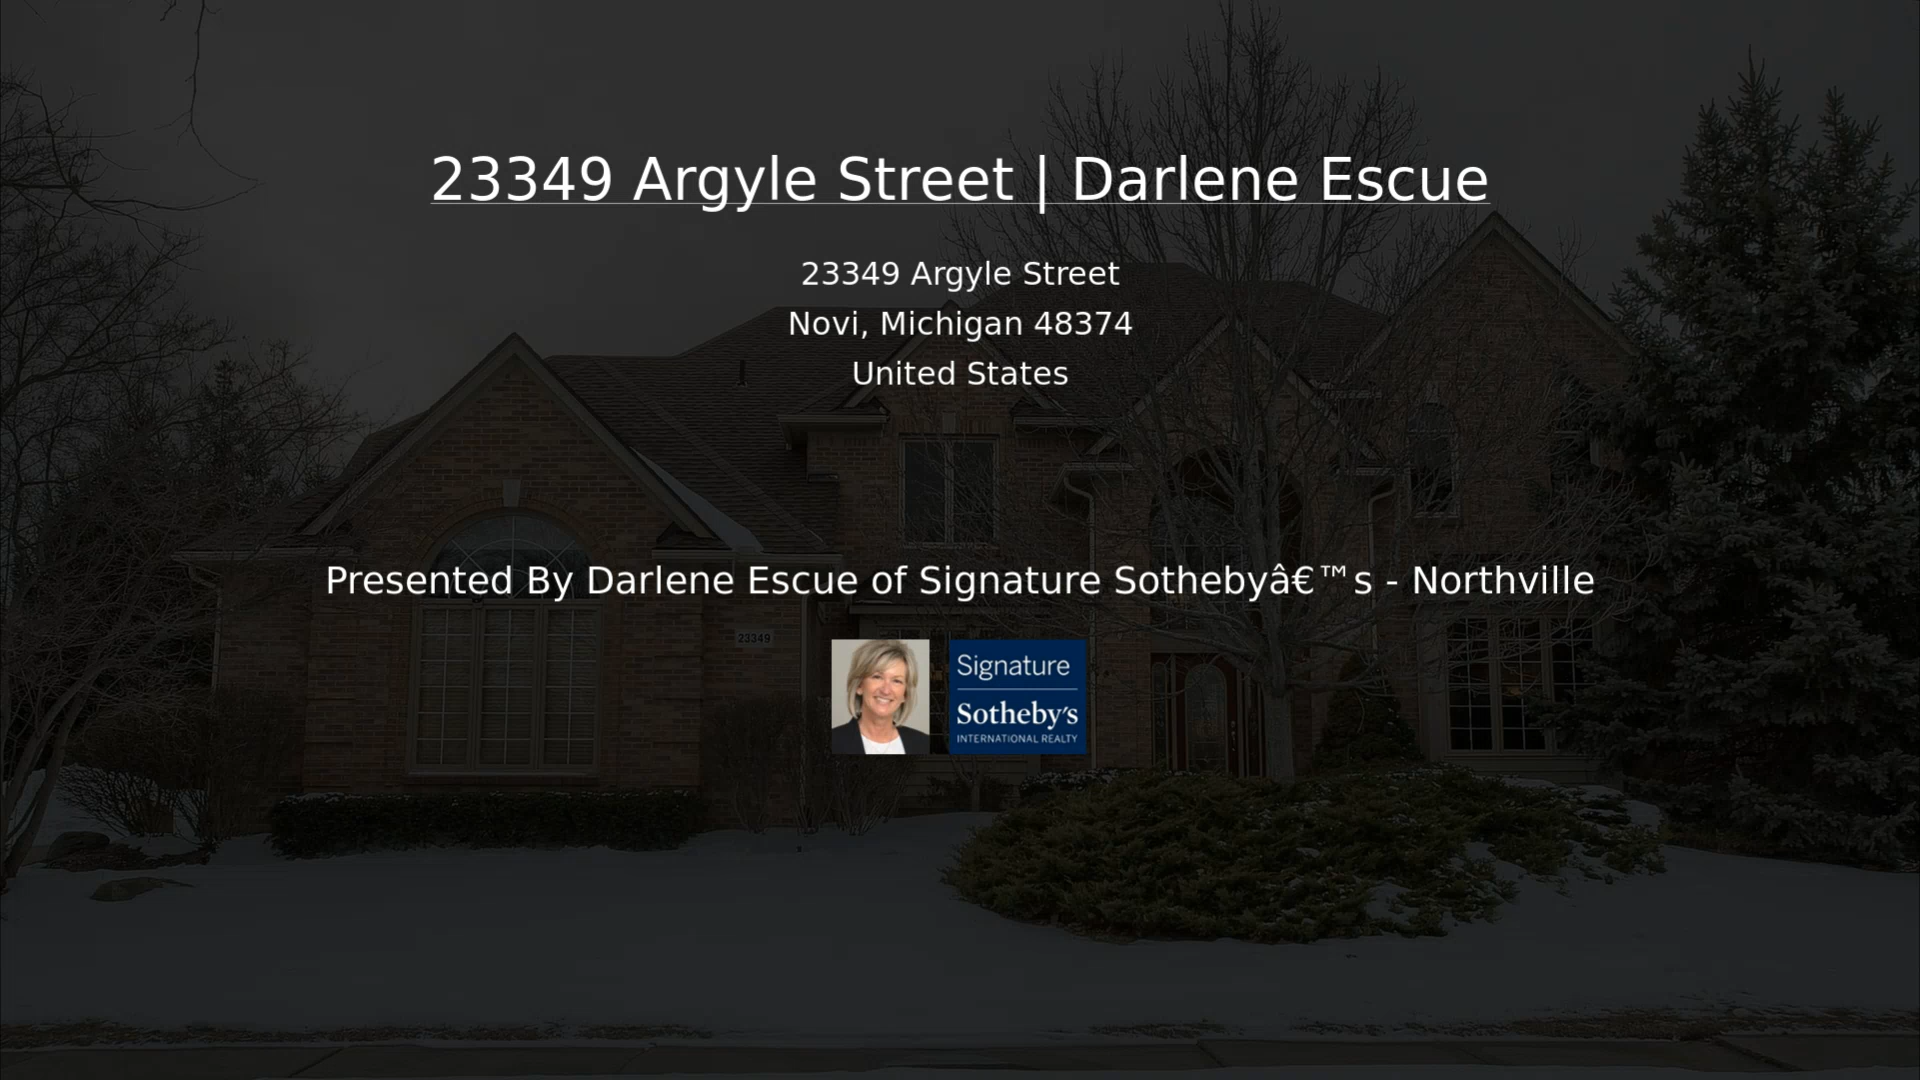 23349 Argyle Street | Darlene Escue
23349 Argyle Street
Novi, Michigan 48374
United States
Presented By Darlene Escue of Signature Sothebyâ€™s - Northville
23349
Signature
Sotheby's
INTERNATIONAL REALTY